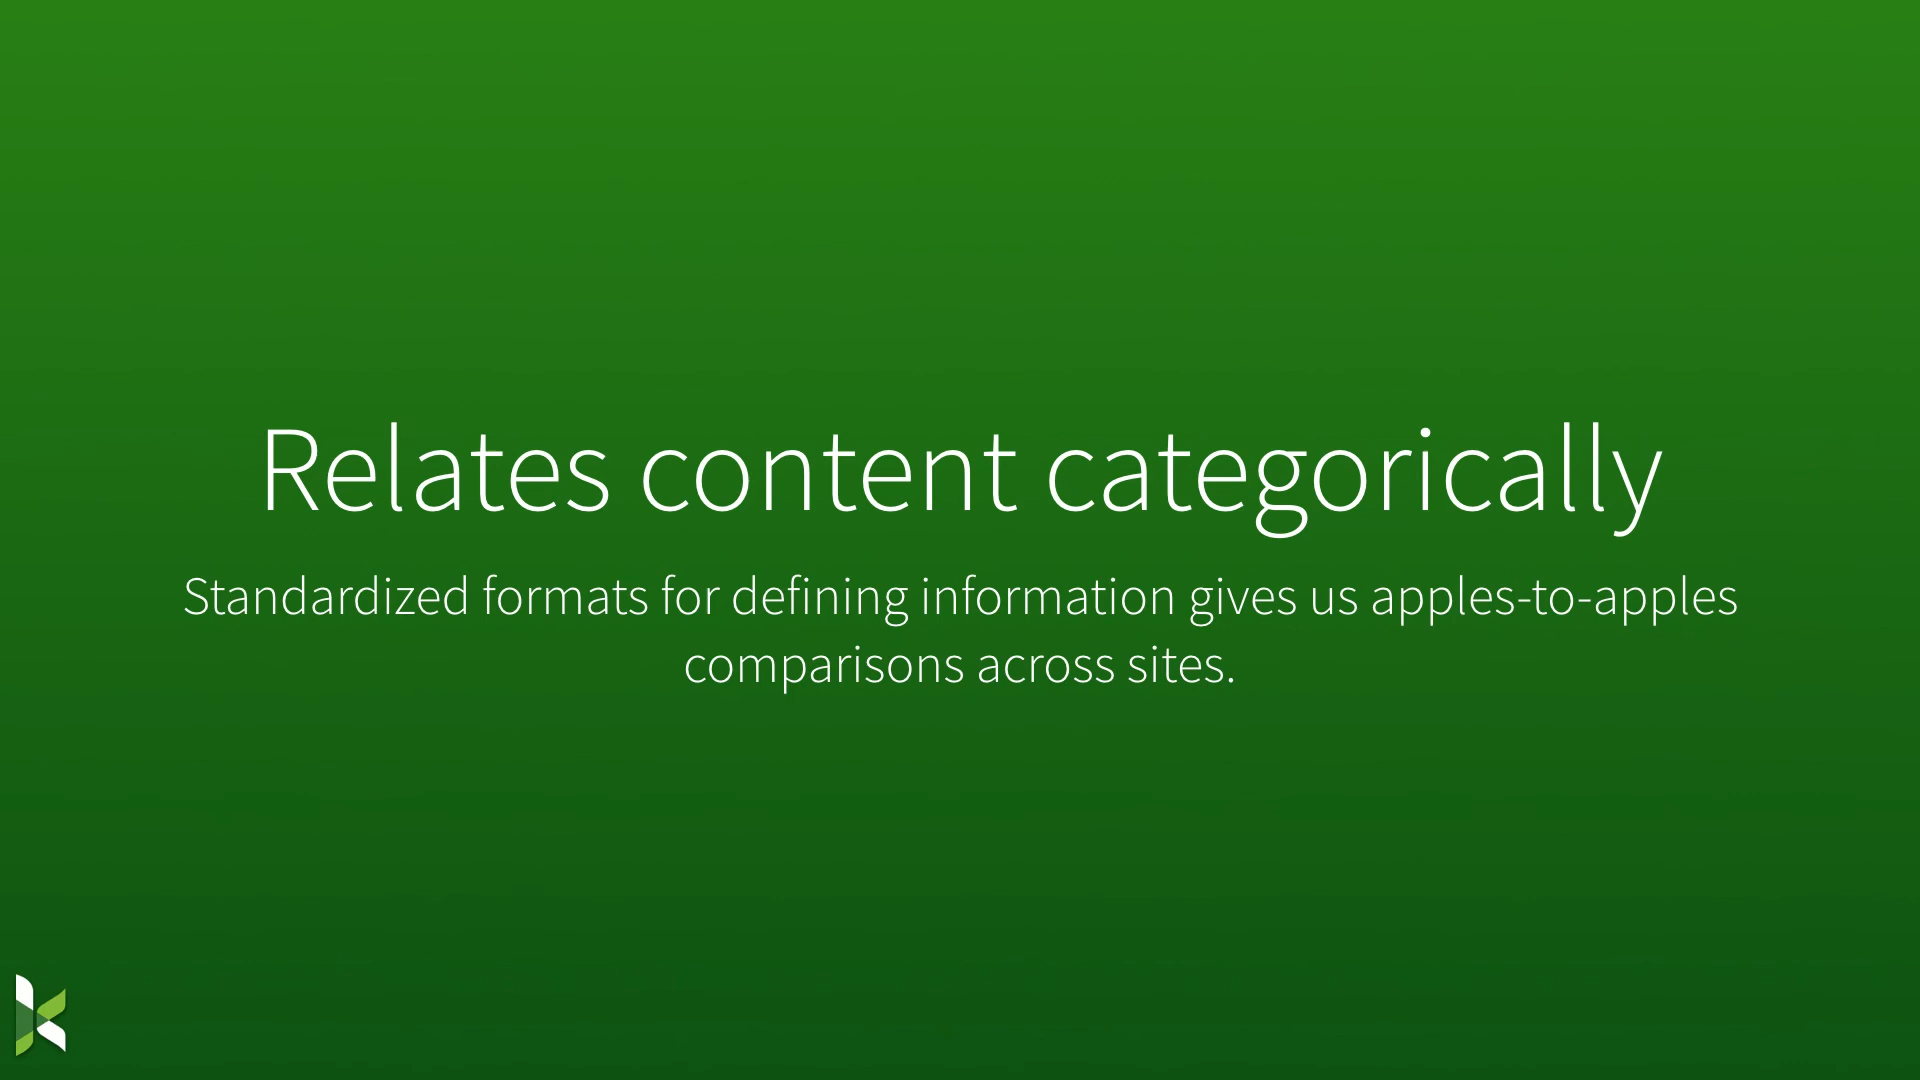 Relates content categorically
Standardized formats for defining information gives us apples-to-apples
comparisons across sites.